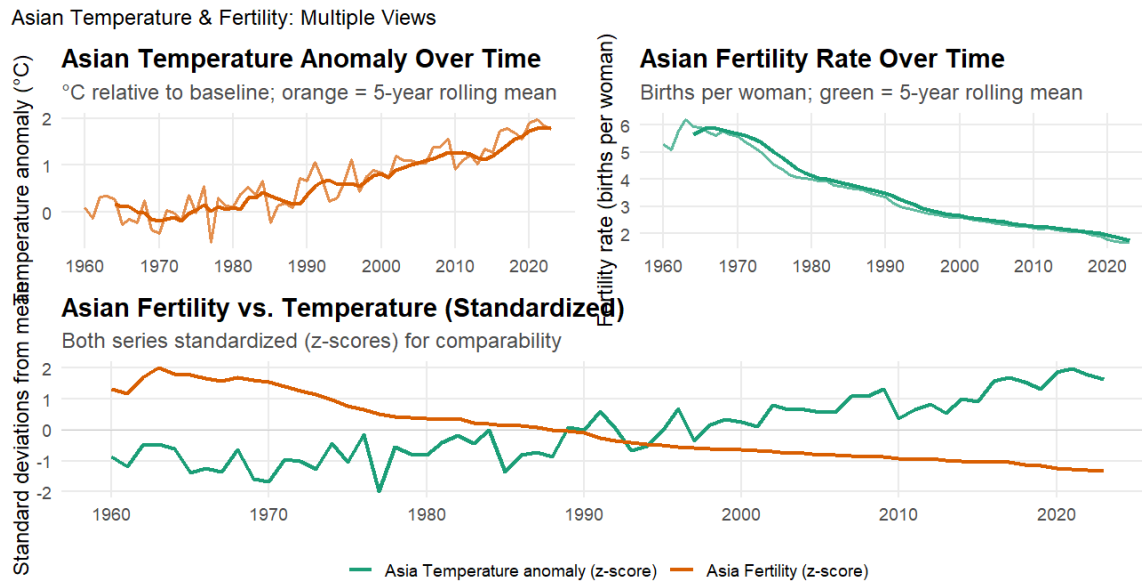 Asian Temperature & Fertility: Multiple Views
Asian Temperature Anomaly Over Time
°C relative to baseline; orange = 5-year rolling mean
Temperature anomaly (°C)
2
1
0
1960 1970 1980 1990 2000 2010 2020
Asian Fertility Rate Over Time
Births per woman; green = 5-year rolling mean
Fertility rate (births per woman)
6
5
4
3
2
1960 1970 1980 1990 2000 2010 2020
Asian Fertility vs. Temperature (Standardized)
Both series standardized (z-scores) for comparability
Standard deviations from mean
2
1
0
-1
-2
1960 1970 1980 1990 2000 2010 2020
Asia Temperature anomaly (z-score) Asia Fertility (z-score)